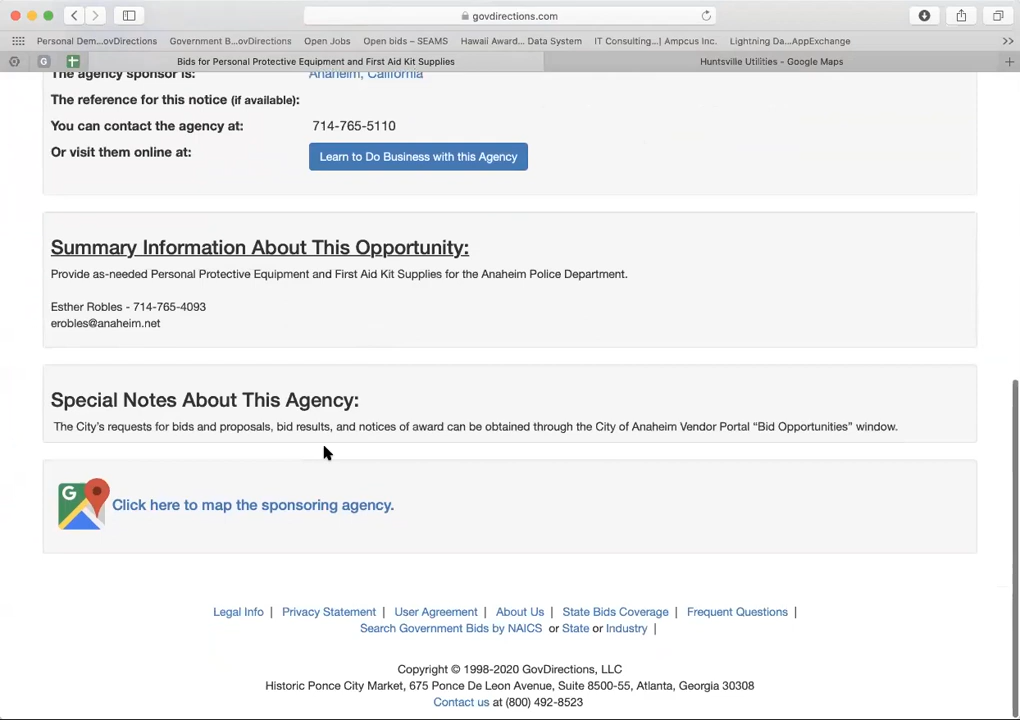 govdirections.com
Personal Dem...ovDirections Government B...ovDirections Open Jobs Open bids – SEAMS Hawaii Award... Data System IT Consulting...| Ampcus Inc. Lightning Da...AppExchange
G Bids for Personal Protective Equipment and First Aid Kit Supplies Huntsville Utilities - Google Maps
The agency sponsor is: Anaheim, California
The reference for this notice (if available):
You can contact the agency at: 714-765-5110
Or visit them online at: Learn to Do Business with this Agency
Summary Information About This Opportunity:
Provide as-needed Personal Protective Equipment and First Aid Kit Supplies for the Anaheim Police Department.
Esther Robles - 714-765-4093
erobles@anaheim.net
Special Notes About This Agency:
The City's requests for bids and proposals, bid results, and notices of award can be obtained through the City of Anaheim Vendor Portal “Bid Opportunities” window.
G Click here to map the sponsoring agency.
Legal Info | Privacy Statement | User Agreement | About Us | State Bids Coverage | Frequent Questions |
Search Government Bids by NAICS or State or Industry |
Copyright © 1998-2020 GovDirections, LLC
Historic Ponce City Market, 675 Ponce De Leon Avenue, Suite 8500-55, Atlanta, Georgia 30308
Contact us at (800) 492-8523